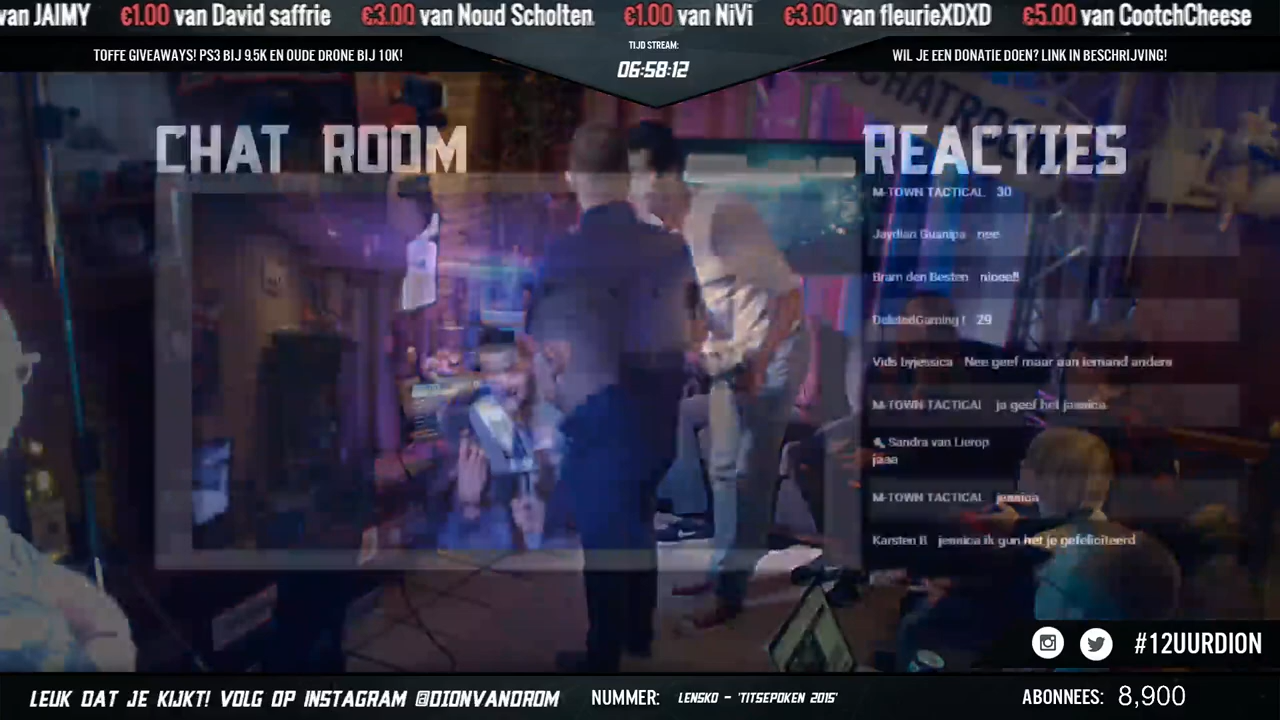 van JAIMY €1.00 van David saffrie €3.00 van Noud Scholten €1.00 van NiVi €3.00 van fleurieXDXD €5.00 van CootchCheese
TOFFE GIVEAWAYS! PS3 BIJ 9.5K EN OUDE DRONE BIJ 10K!
TIJD STREAM:
06:58:12
WIL JE EEN DONATIE DOEN? LINK IN BESCHRIJVING!
CHATROOM
CHAT ROOM
REACTIES
M-TOWN TACTICAL 30
Jaydian Guanipa nee
Bram den Besten
DeletedGaming ! 29
Vids byjessica Nee geef maar aan iemand anders
M-TOWN TACTICAL ja geef het jessica
Sandra van Lierop
jaaa
M-TOWN TACTICAL jessica
Karsten B jessica ik gun het je gefeliciteerd
#12UURDION
LEUK DAT JE KIJKT! VOLG OP INSTAGRAM @DIONVANDROM
NUMMER: LENSKO - 'TITSEPOKEN 2015'
ABONNEES: 8,900